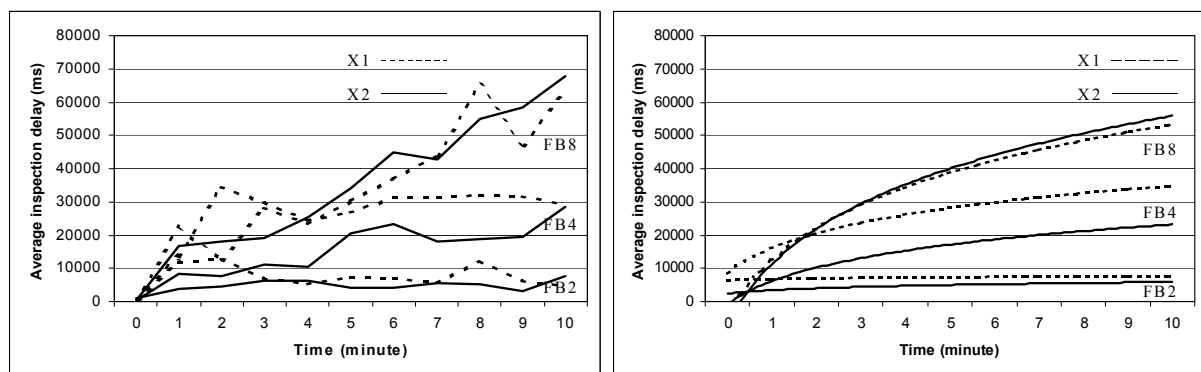 Average inspection delay (ms)
80000
70000
60000
50000
40000
30000
20000
10000
0
X1
X2
FB8
FB4
FB2
0 1 2 3 4 5 6 7 8 9 10
Time (minute)
Average inspection delay (ms)
80000
70000
60000
50000
40000
30000
20000
10000
0
X1
X2
FB8
FB4
FB2
0 1 2 3 4 5 6 7 8 9 10
Time (minute)